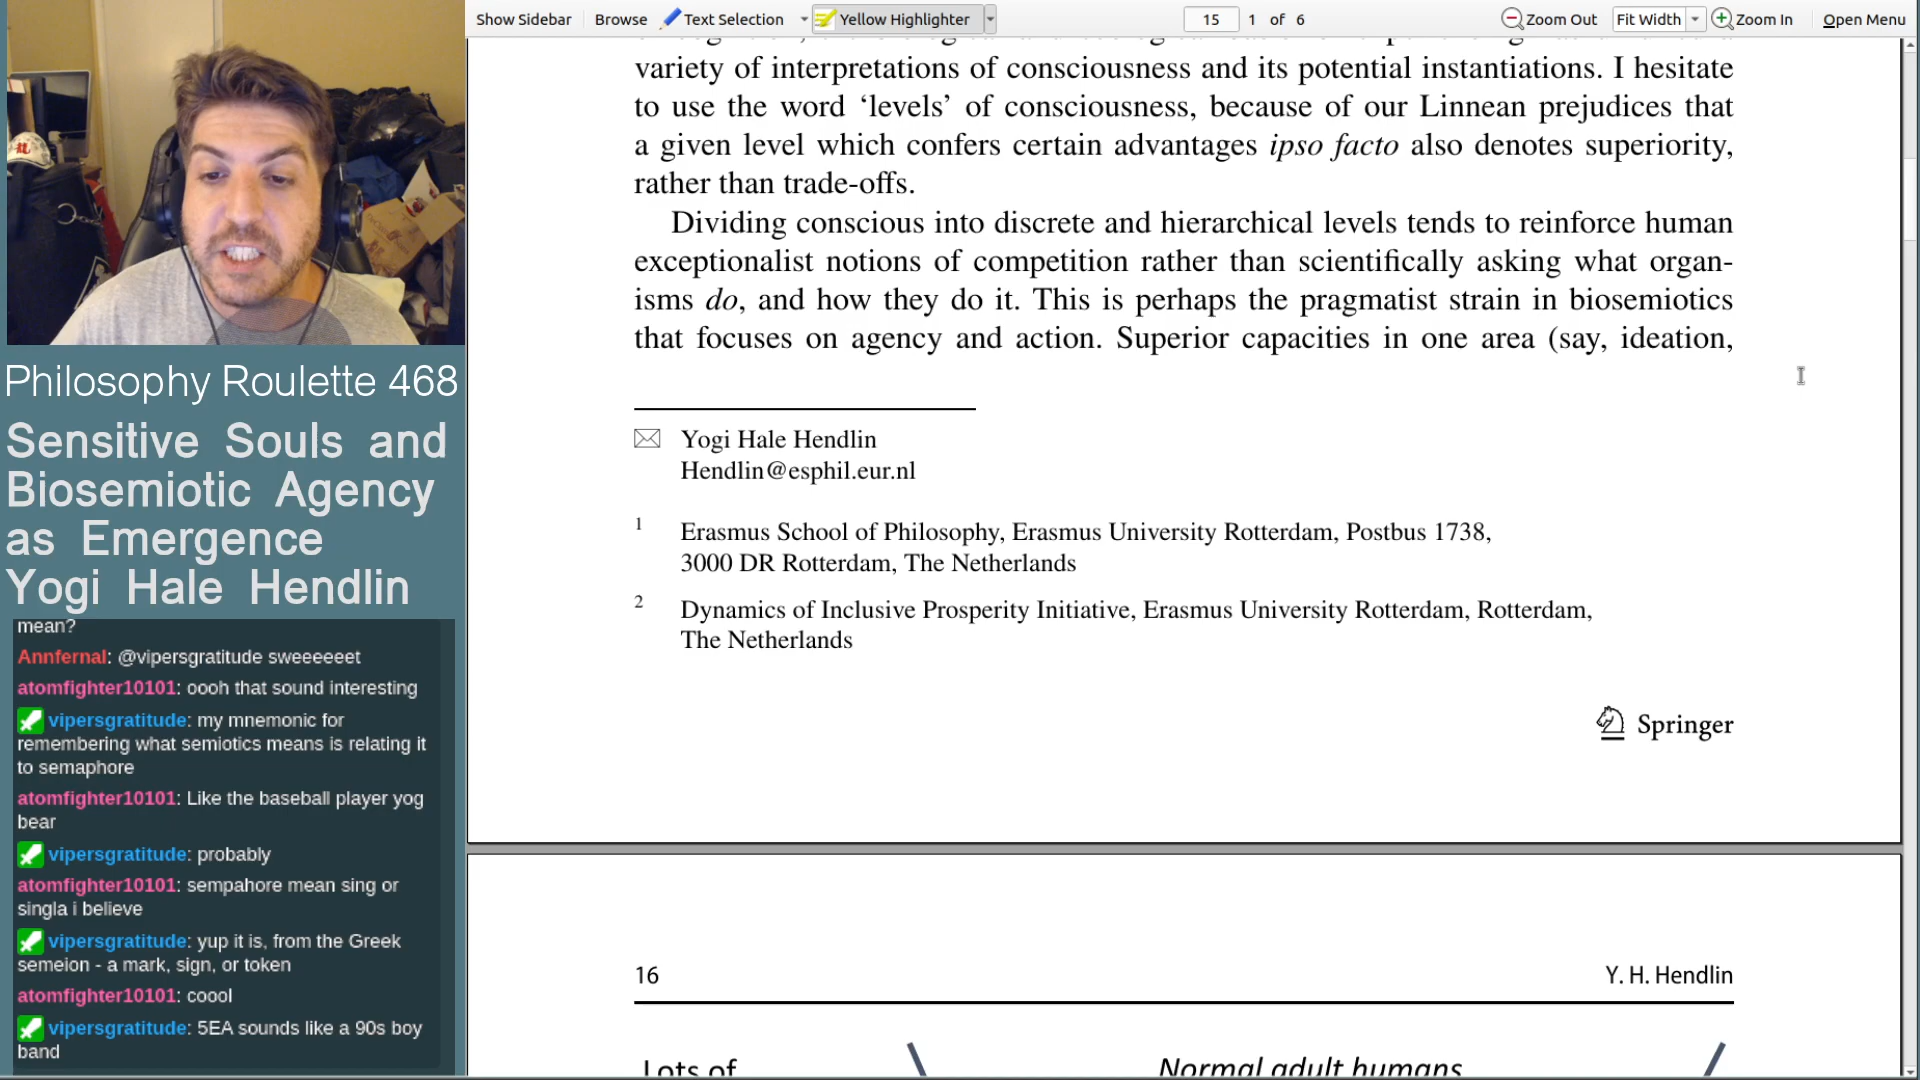 Show Sidebar Browse Text Selection Yellow Highlighter 15 1 of 6 Zoom Out Fit Width Zoom In Open Menu
variety of interpretations of consciousness and its potential instantiations. I hesitate
to use the word ‘levels’ of consciousness, because of our Linnean prejudices that
a given level which confers certain advantages ipso facto also denotes superiority,
rather than trade-offs.
Dividing conscious into discrete and hierarchical levels tends to reinforce human
exceptionalist notions of competition rather than scientifically asking what organ-
isms do, and how they do it. This is perhaps the pragmatist strain in biosemiotics
that focuses on agency and action. Superior capacities in one area (say, ideation,
Yogi Hale Hendlin
Hendlin@esphil.eur.nl
1 Erasmus School of Philosophy, Erasmus University Rotterdam, Postbus 1738,
3000 DR Rotterdam, The Netherlands
2 Dynamics of Inclusive Prosperity Initiative, Erasmus University Rotterdam, Rotterdam,
The Netherlands
Springer
16 Y. H. Hendlin
Lots of Normal adult humans
Philosophy Roulette 468
Sensitive Souls and
Biosemiotic Agency
as Emergence
Yogi Hale Hendlin
mean?
Annfernal: @vipersgratitude sweeeeeet
atomfighter10101: oooh that sound interesting
vipersgratitude: my mnemonic for
remembering what semiotics means is relating it
to semaphore
atomfighter10101: Like the baseball player yog
bear
vipersgratitude: probably
atomfighter10101: sempahore mean sing or
singla i believe
vipersgratitude: yup it is, from the Greek
semeion - a mark, sign, or token
atomfighter10101: coool
vipersgratitude: 5EA sounds like a 90s boy
band